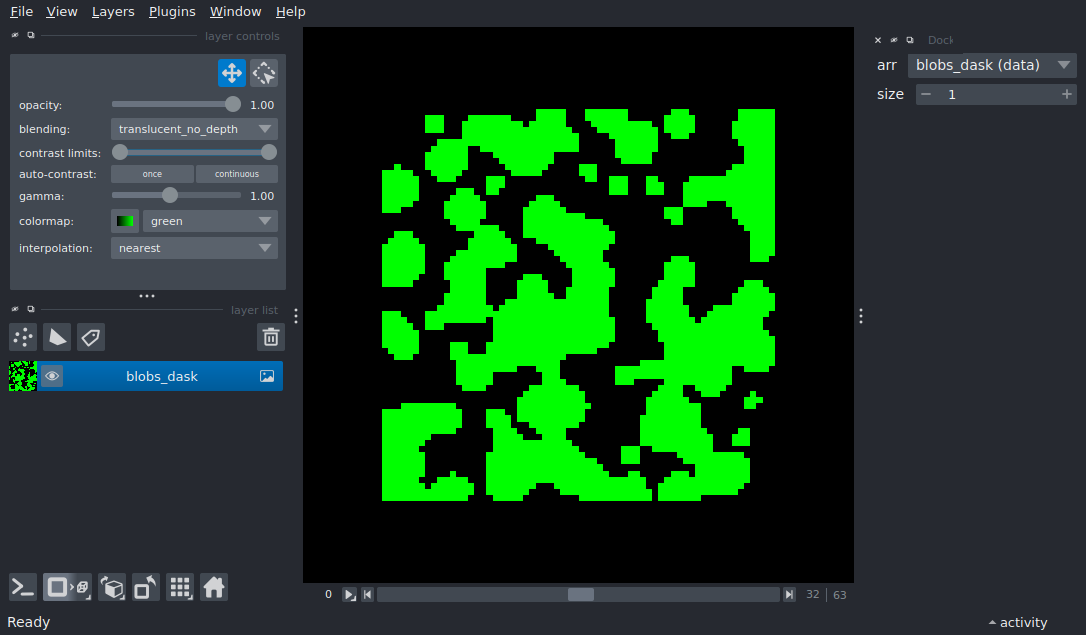 File View Layers Plugins Window Help
layer controls
opacity: 1.00
blending: translucent_no_depth
contrast limits:
auto-contrast: once continuous
gamma: 1.00
colormap: green
interpolation: nearest
layer list
blobs_dask
Dock
arr blobs_dask (data)
size 1
0 32 63
Ready
activity